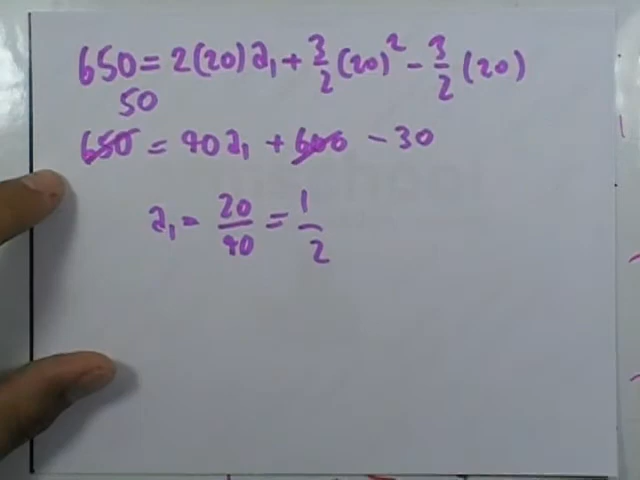 650 = 2(20)a₁ + 3/2 (20)² - 3/2 (20)
50
650 = 40a₁ + 600 - 30
a₁ = 20/40 = 1/2